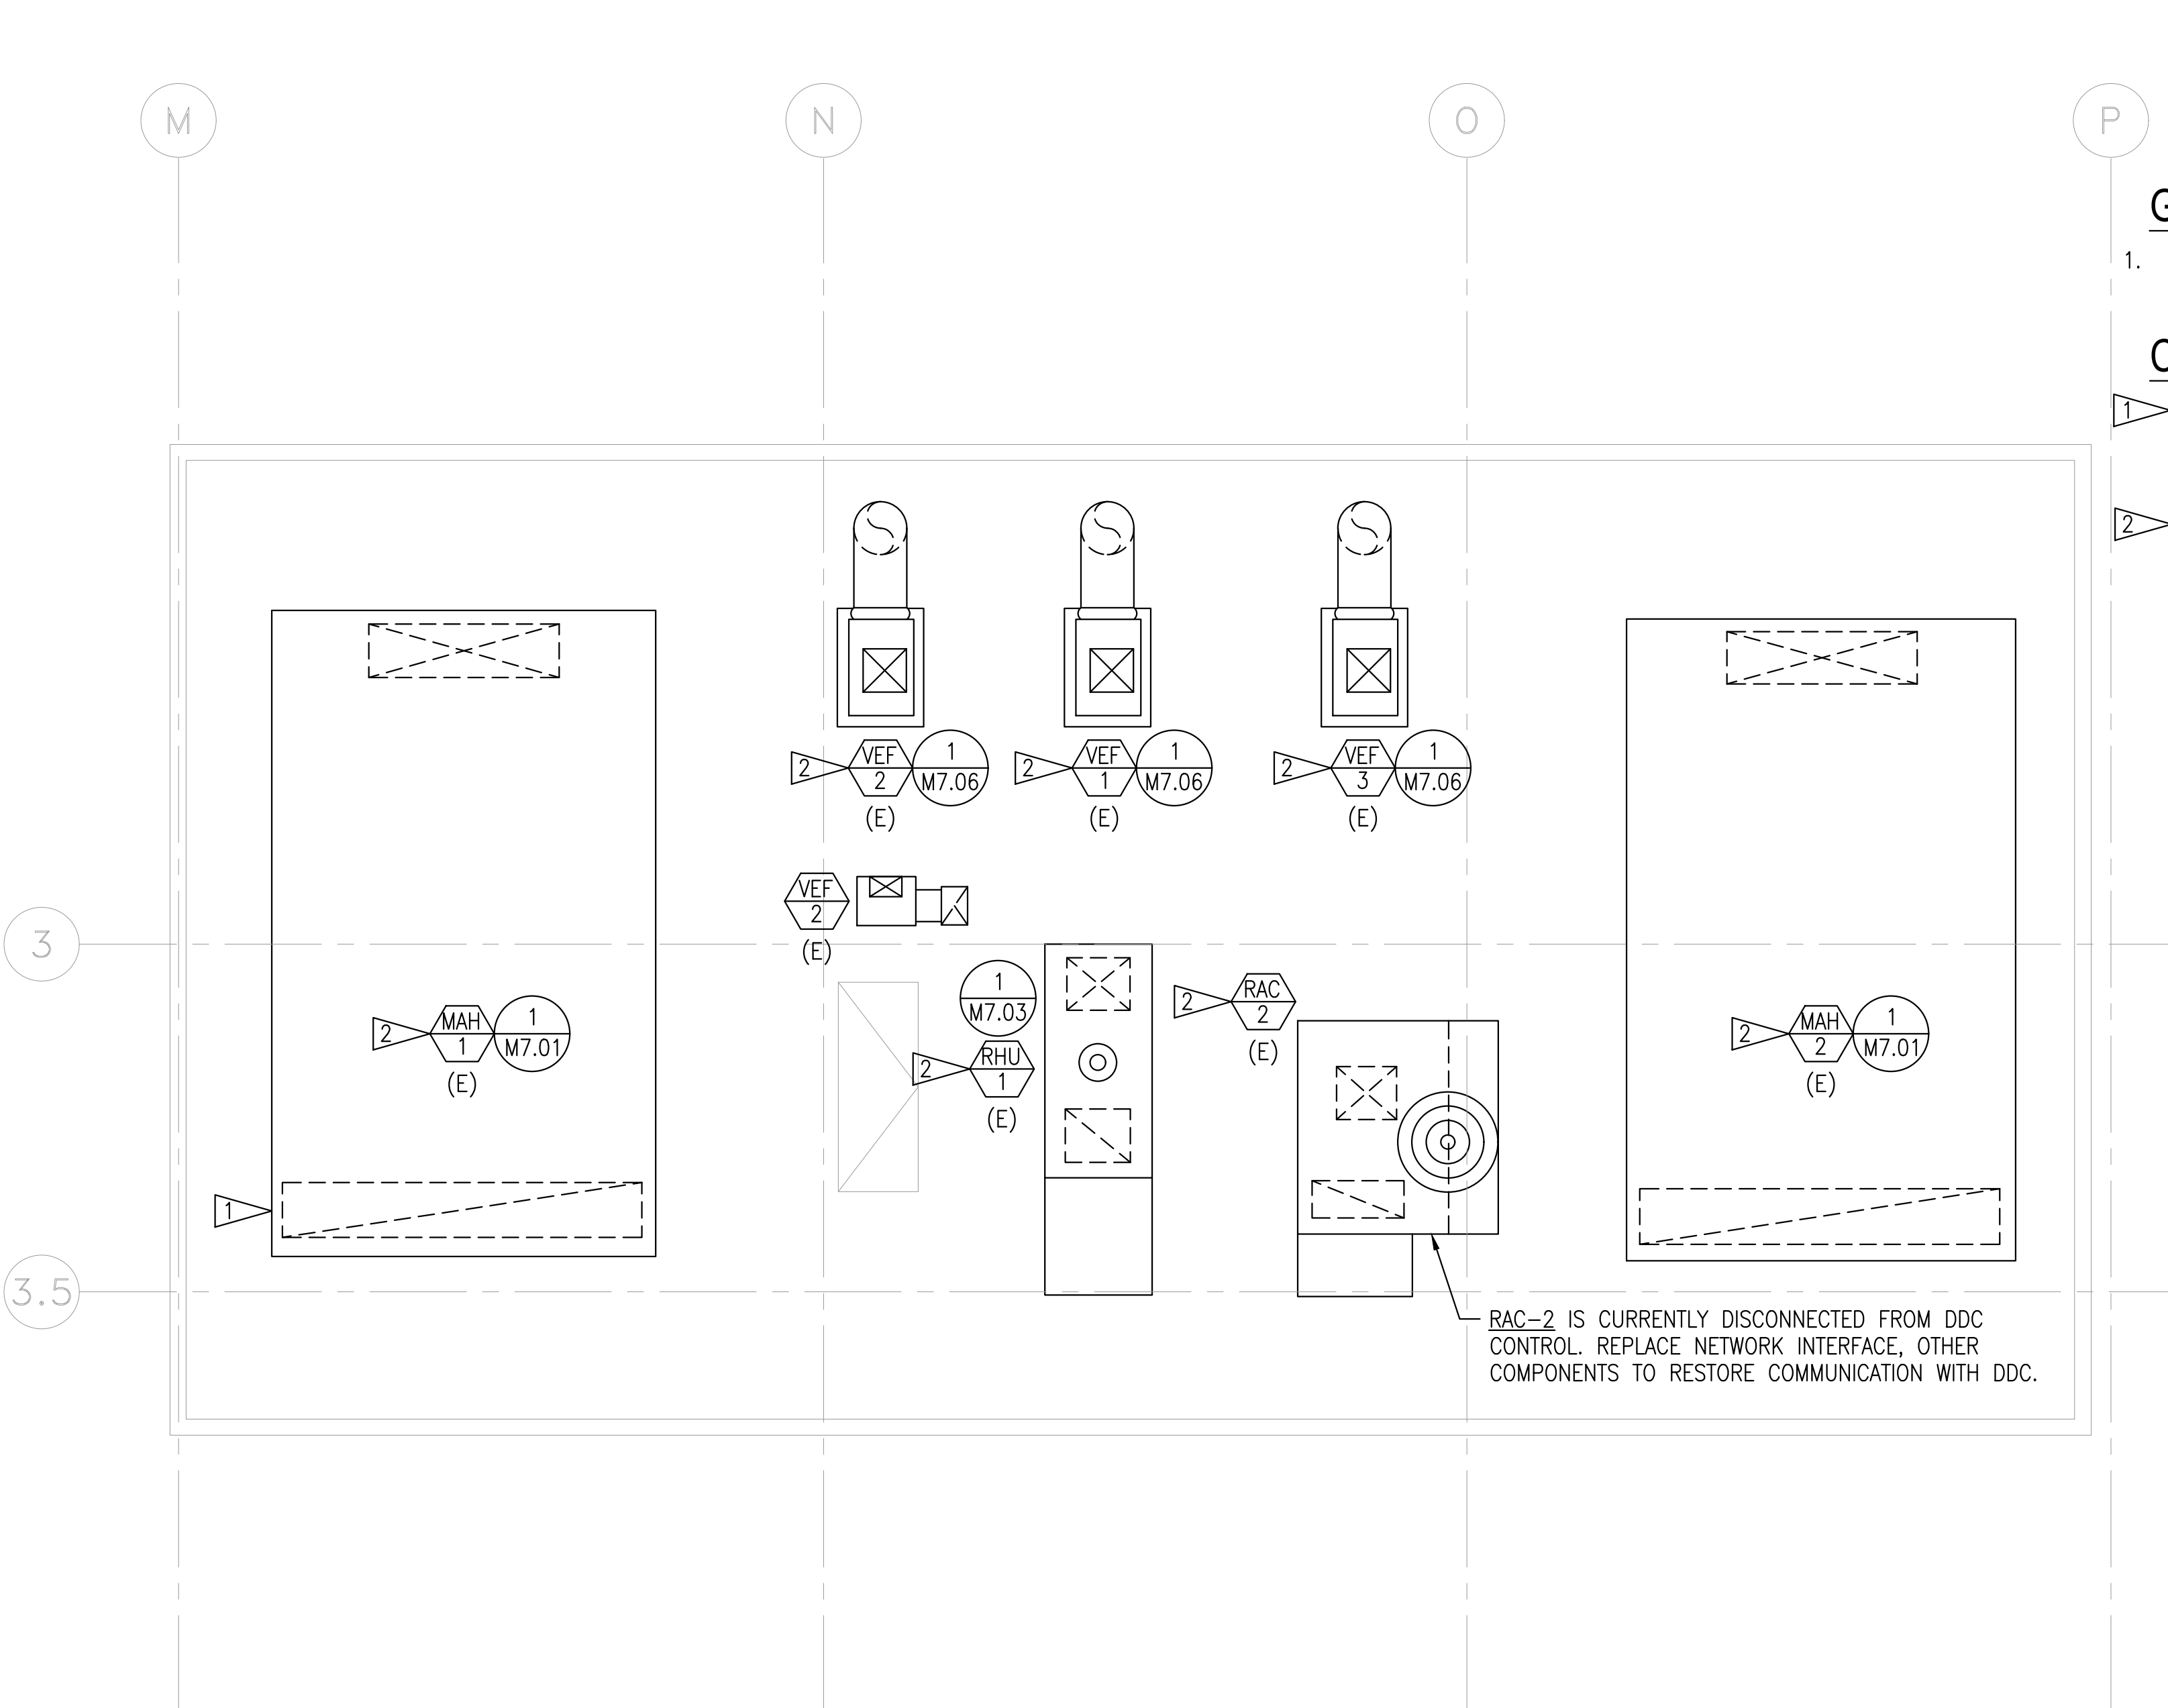 M
N
O
P
1.
1
2
VEF
2
1
M7.06
2
(E)
VEF
1
1
M7.06
2
(E)
VEF
3
1
M7.06
2
(E)
VEF
2
(E)
3
1
M7.03
2
RHU
1
(E)
2
RAC
2
(E)
2
MAH
1
1
M7.01
(E)
2
MAH
2
1
M7.01
(E)
1
3.5
RAC-2 IS CURRENTLY DISCONNECTED FROM DDC
CONTROL. REPLACE NETWORK INTERFACE, OTHER
COMPONENTS TO RESTORE COMMUNICATION WITH DDC.